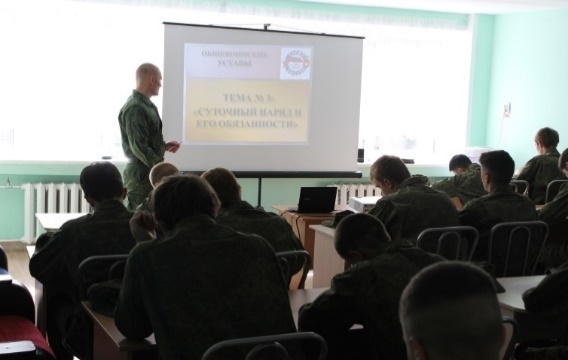 ОБЩЕВОИНСКИЕ
УСТАВЫ
ТЕМА № 3:
«СУТОЧНЫЙ НАРЯД И
ЕГО ОБЯЗАННОСТИ».